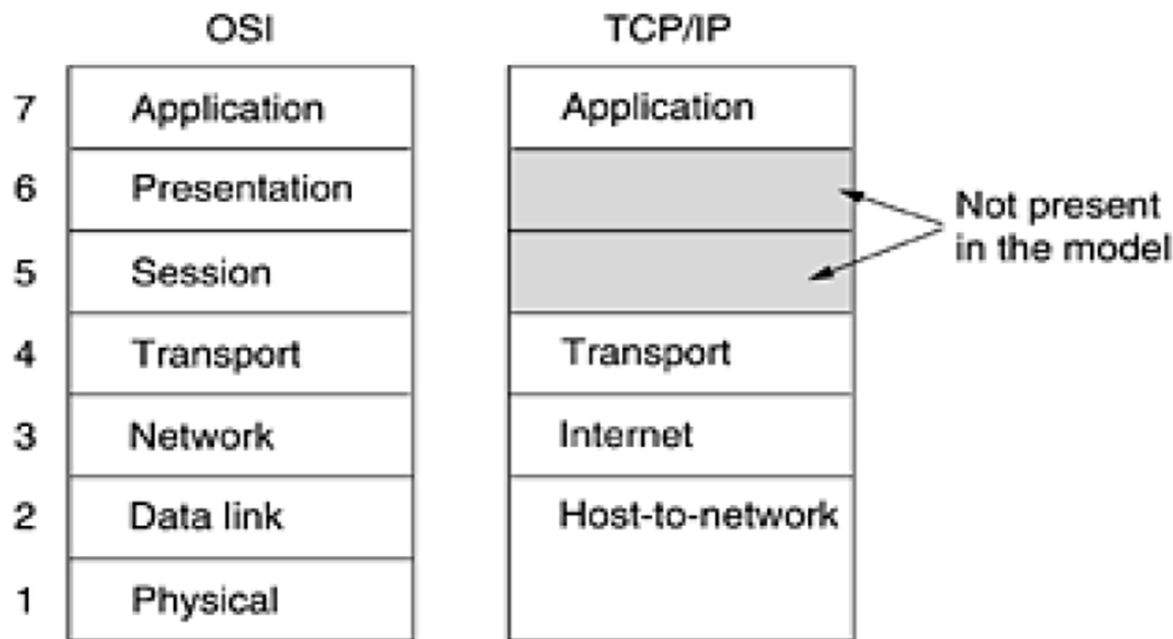 OSI
TCP/IP
7
Application
Application
6
Presentation
Not present
in the model
5
Session
4
Transport
Transport
3
Network
Internet
2
Data link
Host-to-network
1
Physical